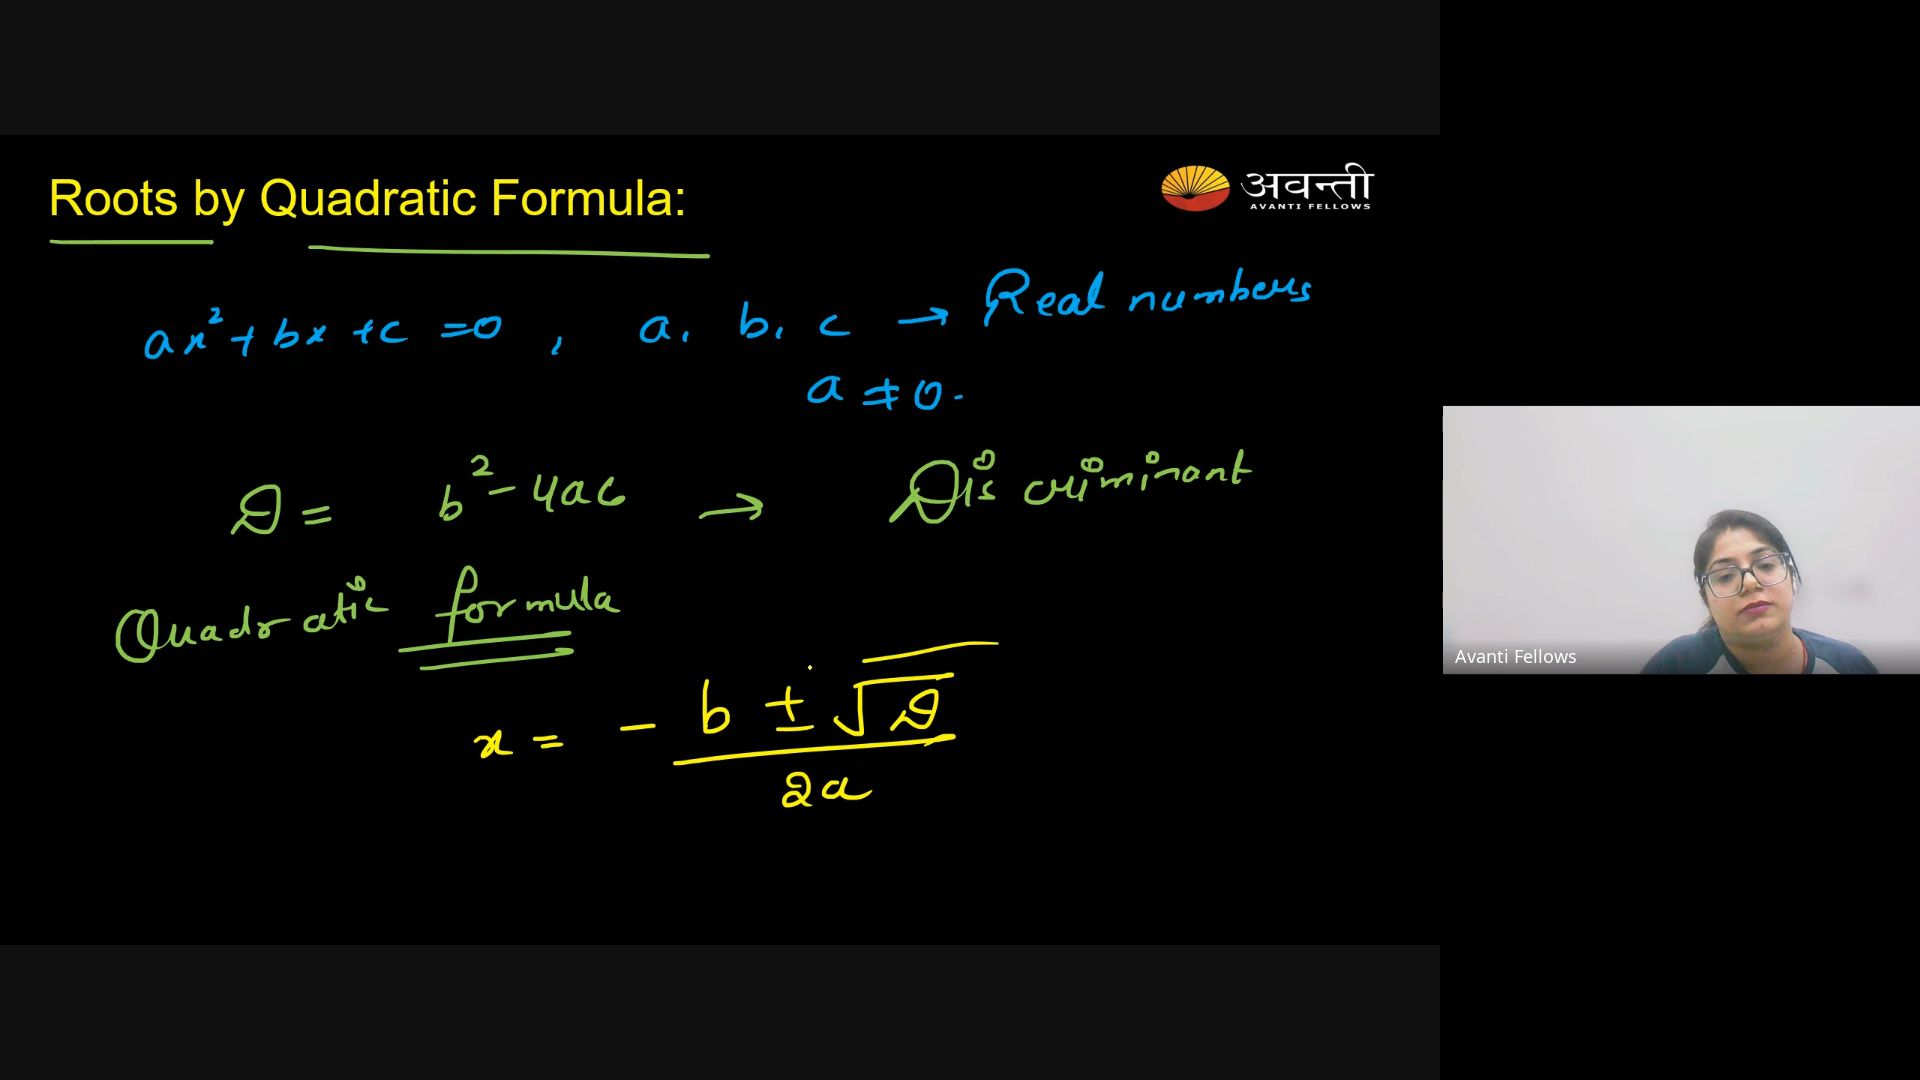 Roots by Quadratic Formula:
अवन्ती
AVANTI FELLOWS
ax² + bx + c = 0 , a, b, c → Real numbers
a ≠ 0.
D = b² - 4ac → Discriminant
Quadratic formula
x = - b ± √D
2a
Avanti Fellows